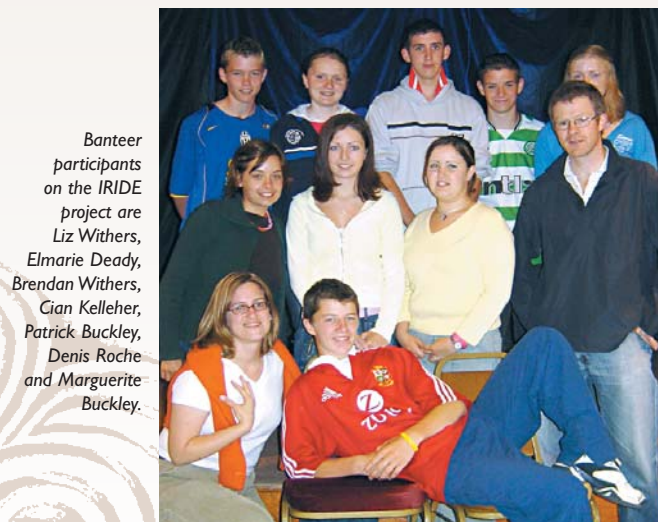 Banteer
participants
on the IRIDE
project are
Liz Withers,
Elmarie Deady,
Brendan Withers,
Cian Kelleher,
Patrick Buckley,
Denis Roche
and Marguerite
Buckley.
adidas